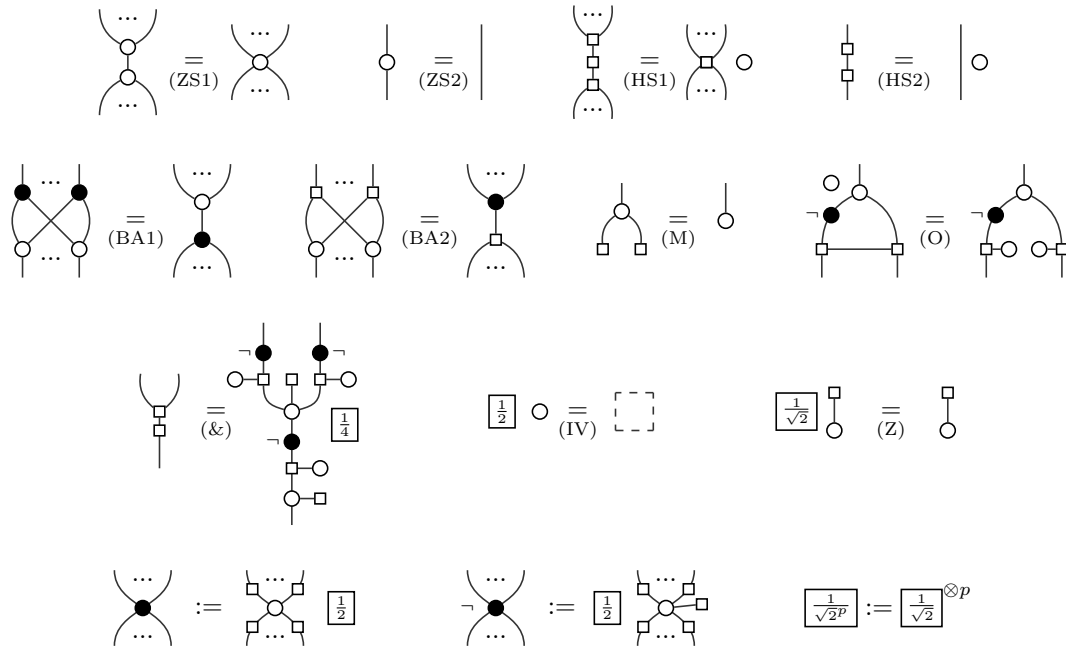 ... ... ... ...
= (ZS1) = (ZS2) = (HS1) = (HS2)
... ... ... ...
... ... ... ... ¬ ¬
= (BA1) = (BA2) = (M) = (O)
... ... ... ...
¬ ¬
= (&) 1/4 1/2 = (IV) 1/√2 = (Z)
¬
... ... ... ...
:= 1/2 ¬ := 1/2 1/√2^p := 1/√2 ⊗p
... ... ... ...